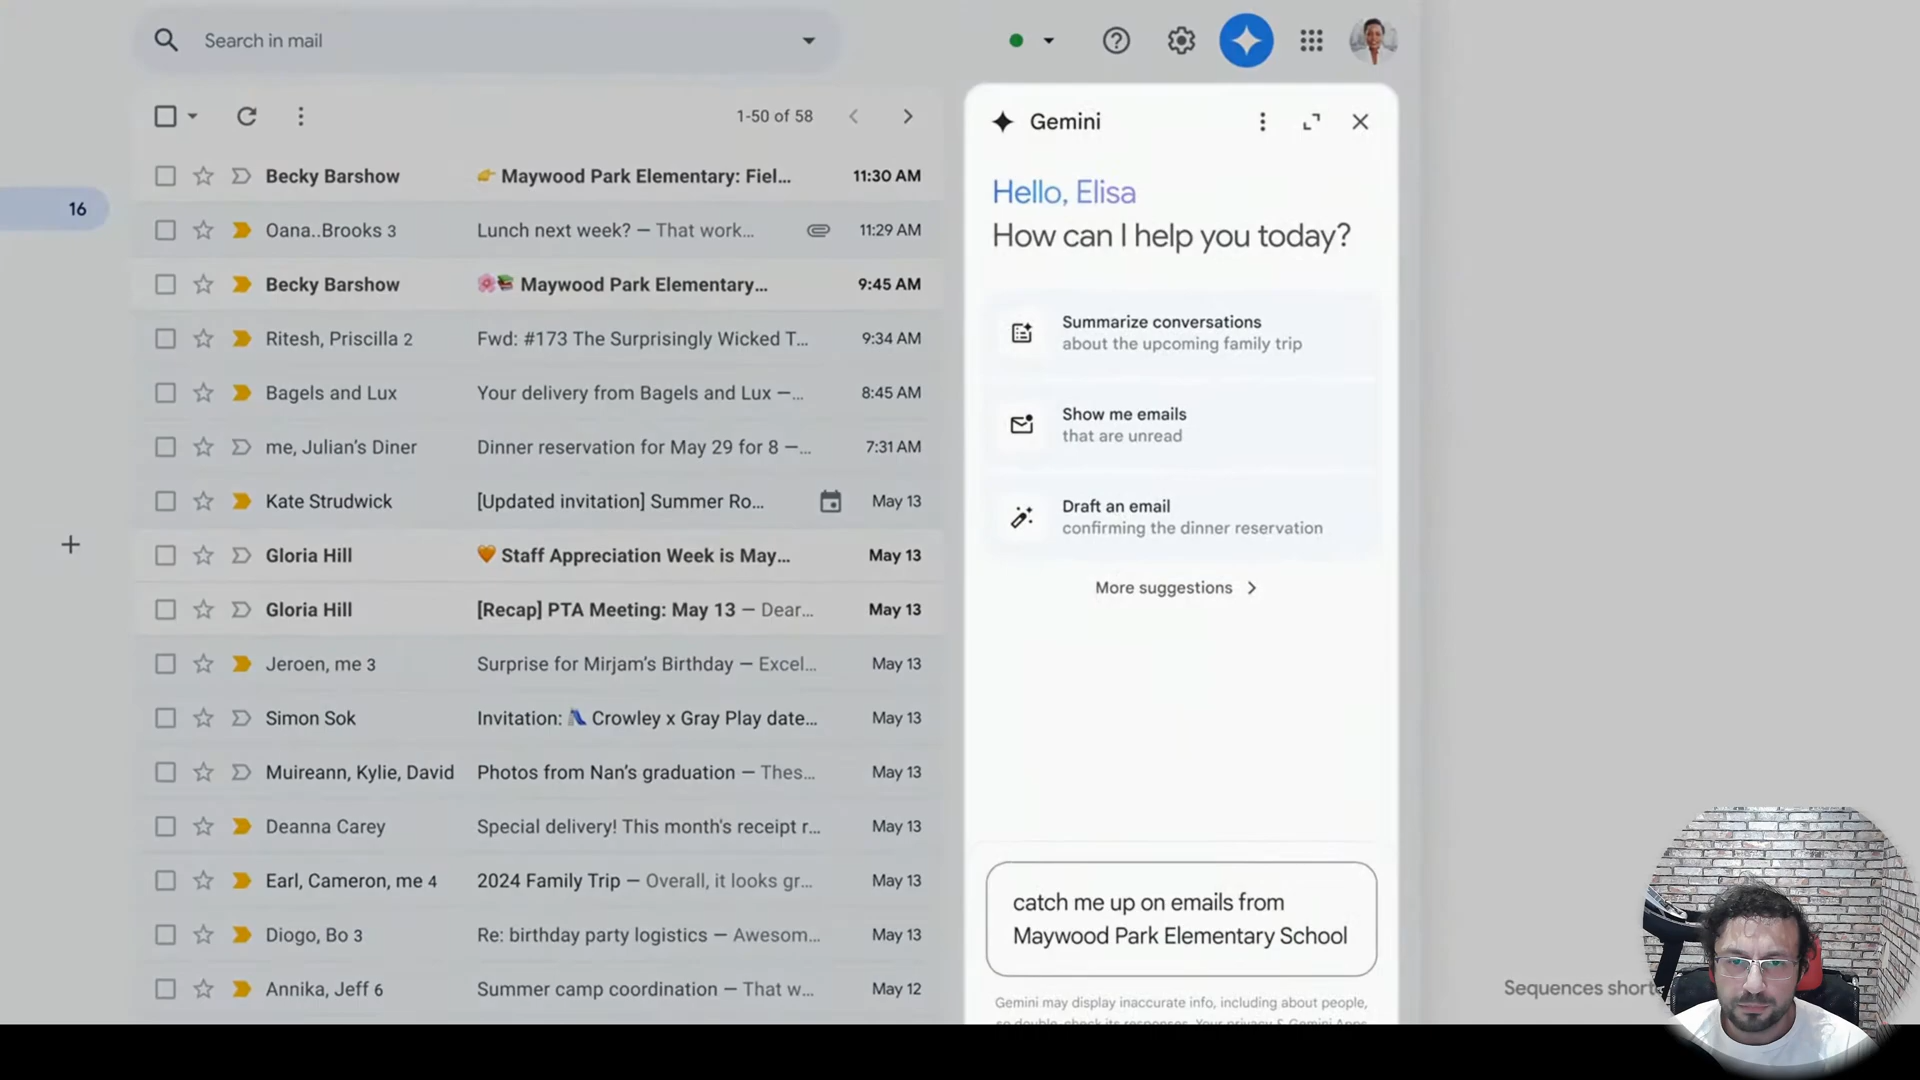 Search in mail
1-50 of 58
16
Becky Barshow 👉 Maywood Park Elementary: Fiel... 11:30 AM
Oana..Brooks 3 Lunch next week? – That work... 11:29 AM
Becky Barshow 🌸📚 Maywood Park Elementary... 9:45 AM
Ritesh, Priscilla 2 Fwd: #173 The Surprisingly Wicked T... 9:34 AM
Bagels and Lux Your delivery from Bagels and Lux –... 8:45 AM
me, Julian's Diner Dinner reservation for May 29 for 8 –... 7:31 AM
Kate Strudwick [Updated invitation] Summer Ro... May 13
Gloria Hill 🧡 Staff Appreciation Week is May... May 13
Gloria Hill [Recap] PTA Meeting: May 13 – Dear... May 13
Jeroen, me 3 Surprise for Mirjam's Birthday – Excel... May 13
Simon Sok Invitation: 👠 Crowley x Gray Play date... May 13
Muireann, Kylie, David Photos from Nan's graduation – Thes... May 13
Deanna Carey Special delivery! This month's receipt r... May 13
Earl, Cameron, me 4 2024 Family Trip – Overall, it looks gr... May 13
Diogo, Bo 3 Re: birthday party logistics – Awesom... May 13
Annika, Jeff 6 Summer camp coordination – That w... May 12
Gemini
Hello, Elisa
How can I help you today?
Summarize conversations
about the upcoming family trip
Show me emails
that are unread
Draft an email
confirming the dinner reservation
More suggestions
catch me up on emails from
Maywood Park Elementary School
Gemini may display inaccurate info, including about people,
so double-check its responses. Your privacy & Gemini Apps
Sequences